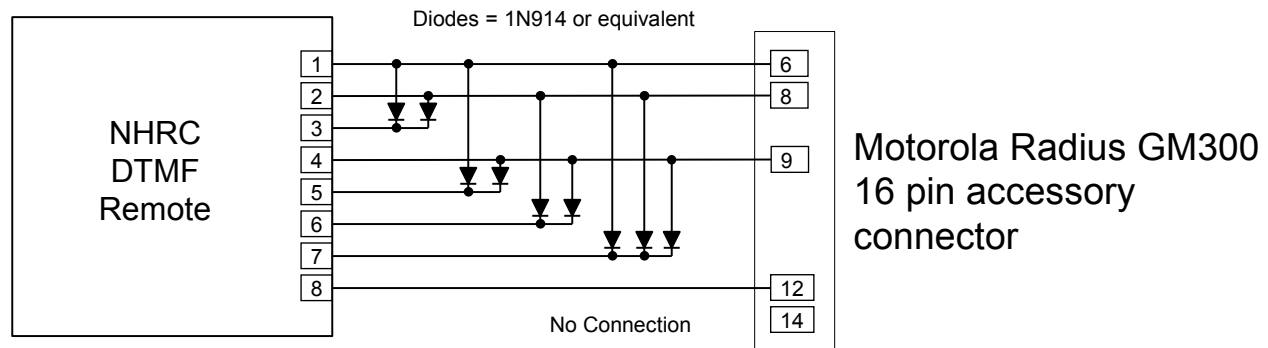 Diodes = 1N914 or equivalent
NHRC
DTMF
Remote
1
2
3
4
5
6
7
8
6
8
9
12
14
No Connection
Motorola Radius GM300
16 pin accessory
connector